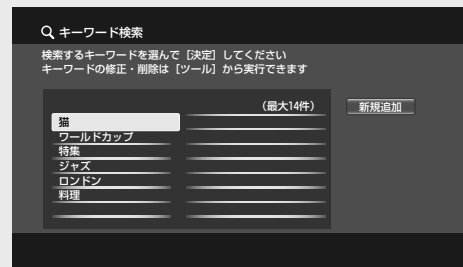 キーワード検索
検索するキーワードを選んで［決定］してください
キーワードの修正・削除は［ツール］から実行できます
（最大14件）
新規追加
猫
ワールドカップ
特集
ジャズ
ロンドン
料理